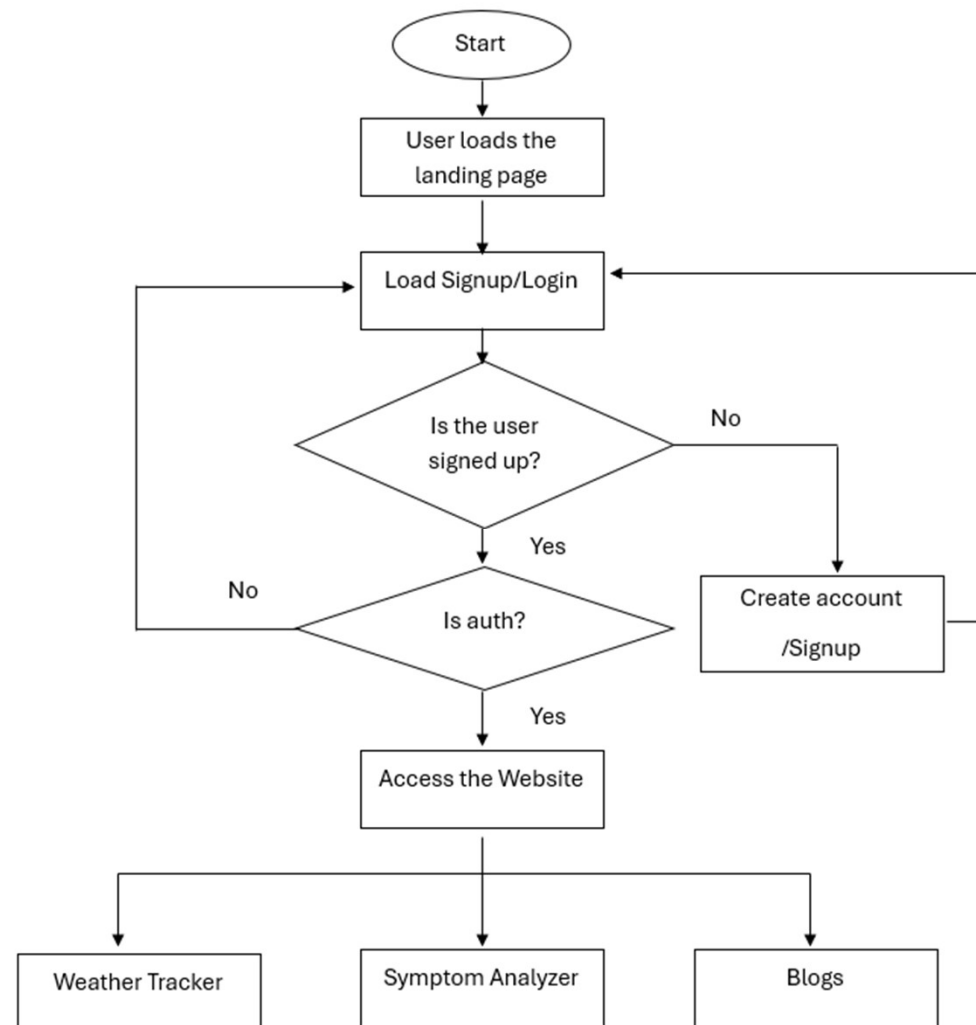 Start
User loads the
landing page
Load Signup/Login
Is the user
signed up?
No
Yes
No
Is auth?
Create account
/Signup
Yes
Access the Website
Weather Tracker
Symptom Analyzer
Blogs